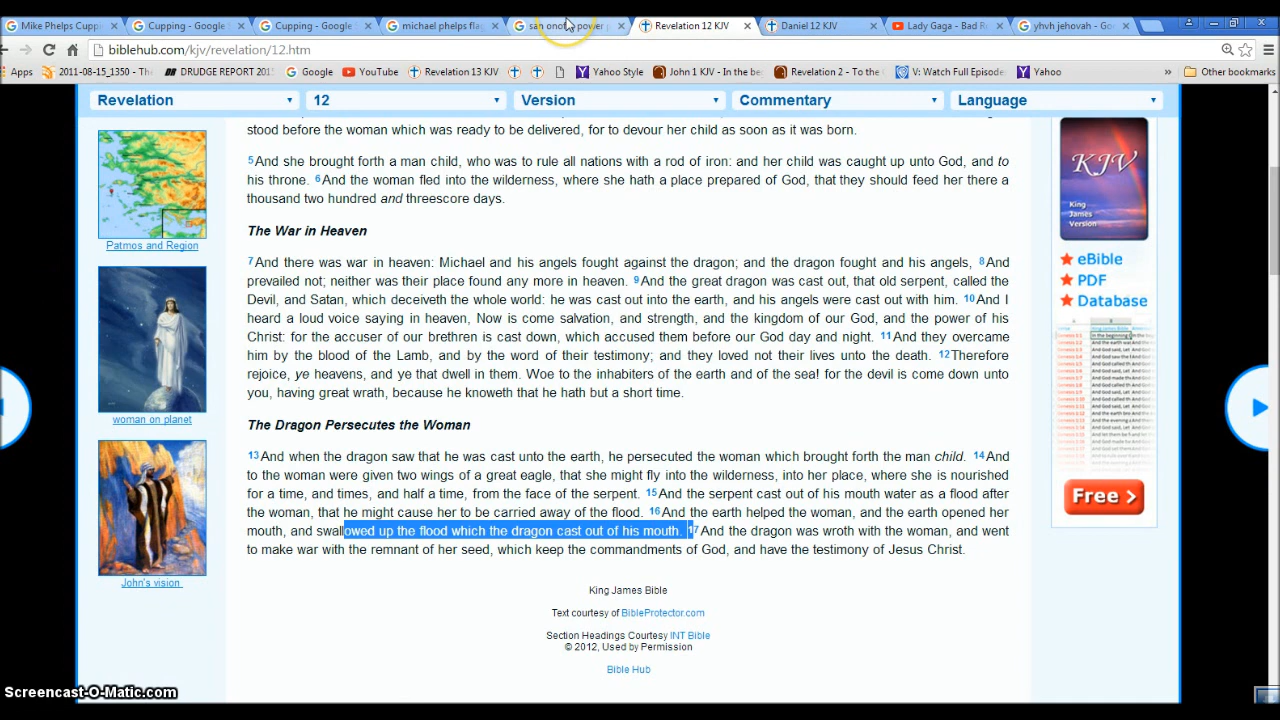 Mike Phelps Cuppi
Cupping - Google S
Cupping - Google S
michael phelps flag
san onofre power p
Revelation 12 KJV
Daniel 12 KJV
Lady Gaga - Bad Ro
yhvh jehovah - Goo
biblehub.com/kjv/revelation/12.htm
Apps
2011-08-15_1350 - Th
DRUDGE REPORT 201
Google
YouTube
Revelation 13 KJV
Yahoo Style
John 1 KJV - In the be
Revelation 2 - To the C
V: Watch Full Episode
Yahoo
»
Other bookmarks
Revelation
12
Version
Commentary
Language
stood before the woman which was ready to be delivered, for to devour her child as soon as it was born.
5And she brought forth a man child, who was to rule all nations with a rod of iron: and her child was caught up unto God, and to
his throne. 6And the woman fled into the wilderness, where she hath a place prepared of God, that they should feed her there a
thousand two hundred and threescore days.
The War in Heaven
7And there was war in heaven: Michael and his angels fought against the dragon; and the dragon fought and his angels, 8And
prevailed not; neither was their place found any more in heaven. 9And the great dragon was cast out, that old serpent, called the
Devil, and Satan, which deceiveth the whole world: he was cast out into the earth, and his angels were cast out with him. 10And I
heard a loud voice saying in heaven, Now is come salvation, and strength, and the kingdom of our God, and the power of his
Christ: for the accuser of our brethren is cast down, which accused them before our God day and night. 11And they overcame
him by the blood of the Lamb, and by the word of their testimony; and they loved not their lives unto the death. 12Therefore
rejoice, ye heavens, and ye that dwell in them. Woe to the inhabiters of the earth and of the sea! for the devil is come down unto
you, having great wrath, because he knoweth that he hath but a short time.
The Dragon Persecutes the Woman
13And when the dragon saw that he was cast unto the earth, he persecuted the woman which brought forth the man child. 14And
to the woman were given two wings of a great eagle, that she might fly into the wilderness, into her place, where she is nourished
for a time, and times, and half a time, from the face of the serpent. 15And the serpent cast out of his mouth water as a flood after
the woman, that he might cause her to be carried away of the flood. 16And the earth helped the woman, and the earth opened her
mouth, and swallowed up the flood which the dragon cast out of his mouth. 17And the dragon was wroth with the woman, and went
to make war with the remnant of her seed, which keep the commandments of God, and have the testimony of Jesus Christ.
King James Bible
Text courtesy of BibleProtector.com
Section Headings Courtesy INT Bible
© 2012, Used by Permission
Bible Hub
Patmos and Region
woman on planet
John's vision
KJV
King
James
Version
eBible
PDF
Database
Free >
Screencast-O-Matic.com